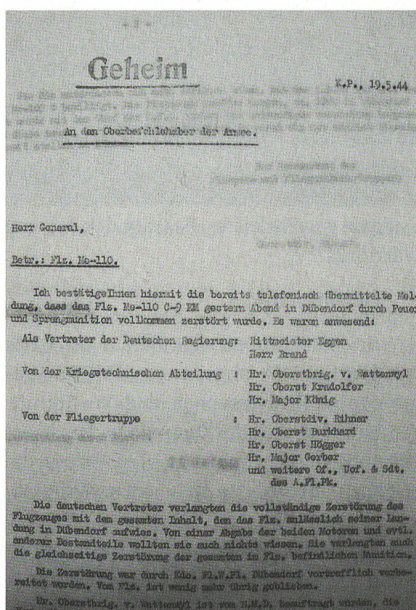 Geheim
K.P., 19.5.44
An den Oberbefehlshaber der Armee.
Herr General,
Betr.: Flz. Me-110.
Ich bestätige Ihnen hiermit die bereits telefonisch übermittelte Mel-
dung, dass das Flz. Me-110 C-9 EN gestern Abend in Dübendorf durch Feuer
und Sprengmunition vollkommen zerstört wurde. Es waren anwesend:
Als Vertreter der Deutschen Regierung: Rittmeister Eggen
Herr Brand
Von der Kriegstechnischen Abteilung : Hr. Oberstbrig. v. Wattenwyl
Hr. Oberst Kradolfer
Hr. Major König
Von der Fliegertruppe : Hr. Oberstdiv. Rihner
Hr. Oberst Burkhard
Hr. Oberst Högger
Hr. Major Gerber
und weitere Of., Uof. & Sdt.
des A.Fl.Pk.
Die deutschen Vertreter verlangten die vollständige Zerstörung des
Flugzeuges mit dem gesamten Inhalt, den das Flz. anlässlich seiner Lan-
dung in Dübendorf aufwies. Von einer Abgabe der beiden Motoren und evtl.
anderer Bestandteile wollten sie auch nichts wissen. Sie verlangten auch
die gleichzeitige Zerstörung der gesamten im Flz. befindlichen Munition.
Die Zerstörung war durch Kdo. Fl.W.Pl. Dübendorf vortrefflich vorbe-
reitet worden. Vom Flz. ist wenig mehr übrig geblieben.
Hr. Oberstbrig. v. Wattenwyl ist von beauftragt worden, die